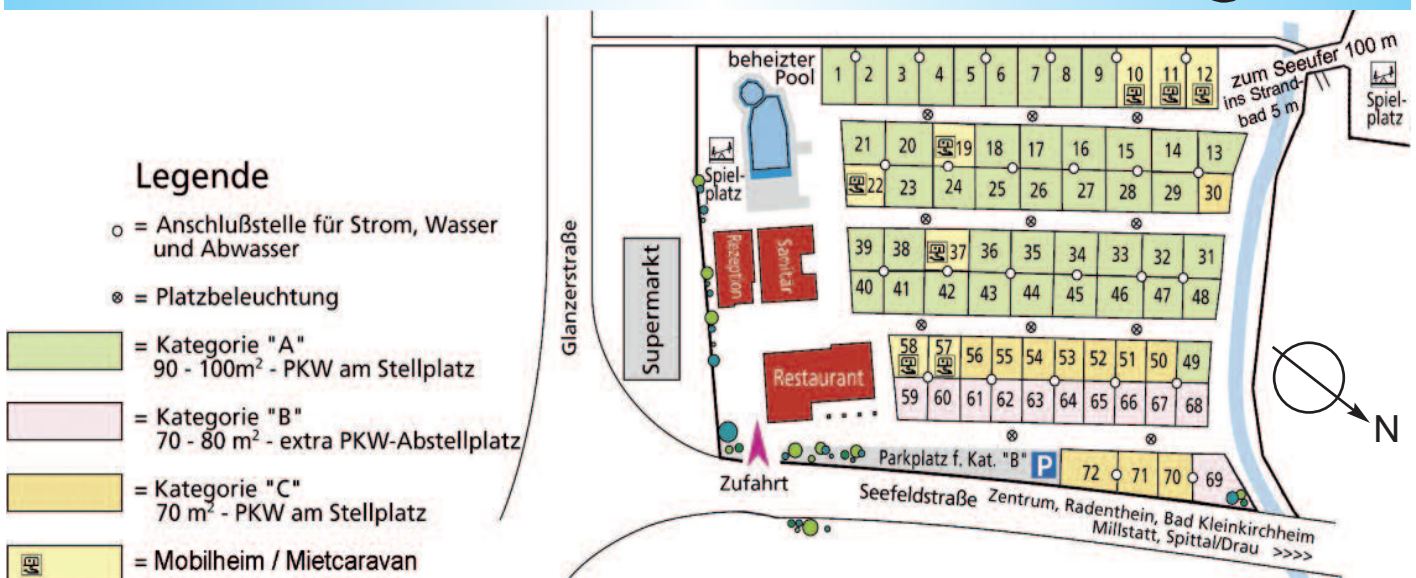 beheizter
Pool
1 2 3 4 5 6 7 8 9 10 11 12
zum Seeufer 100 m
ins Strand-
bad 5 m
Spiel-
platz
21 20 19 18 17 16 15 14 13
22 23 24 25 26 27 28 29 30
Spiel-
platz
Legende
= Anschlußstelle für Strom, Wasser
und Abwasser
= Platzbeleuchtung
= Kategorie "A"
90 - 100m² - PKW am Stellplatz
= Kategorie "B"
70 - 80 m² - extra PKW-Abstellplatz
= Kategorie "C"
70 m² - PKW am Stellplatz
= Mobilheim / Mietcaravan
Glanzerstraße
Supermarkt
Rezeption
Sanitär
39 38 37 36 35 34 33 32 31
40 41 42 43 44 45 46 47 48
58 57 56 55 54 53 52 51 50 49
59 60 61 62 63 64 65 66 67 68
Restaurant
N
Parkplatz f. Kat. "B" P
72 71 70 69
Zufahrt
Seefeldstraße
Zentrum, Radenthein, Bad Kleinkirchheim
Millstatt, Spittal/Drau >>>>